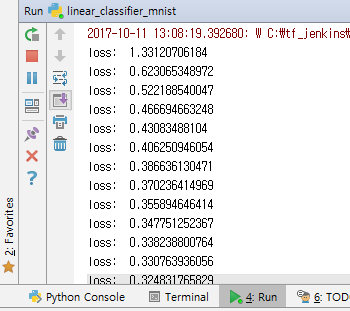 Run linear_classifier_mnist
2017-10-11 13:08:19.392680: W C:\tf_jenkins\
loss: 1.33120706184
loss: 0.623065348972
loss: 0.522188540047
loss: 0.466694663248
loss: 0.43083488104
loss: 0.406250946054
loss: 0.386636130471
loss: 0.370236414969
loss: 0.355894646414
loss: 0.347751252367
loss: 0.338238800764
loss: 0.330763936056
loss: 0.324831765829
2: Favorites
Python Console Terminal 4: Run 6: TOD